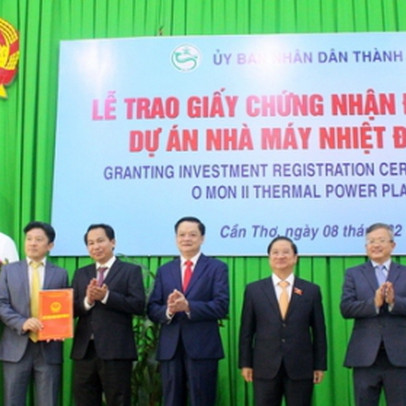 ỦY BAN NHÂN DÂN THÀNH
LỄ TRAO GIẤY CHỨNG NHẬN
DỰ ÁN NHÀ MÁY NHIỆT
GRANTING INVESTMENT REGISTRATION CER
O MON II THERMAL POWER PLA
Cần Thơ, ngày 08 thán